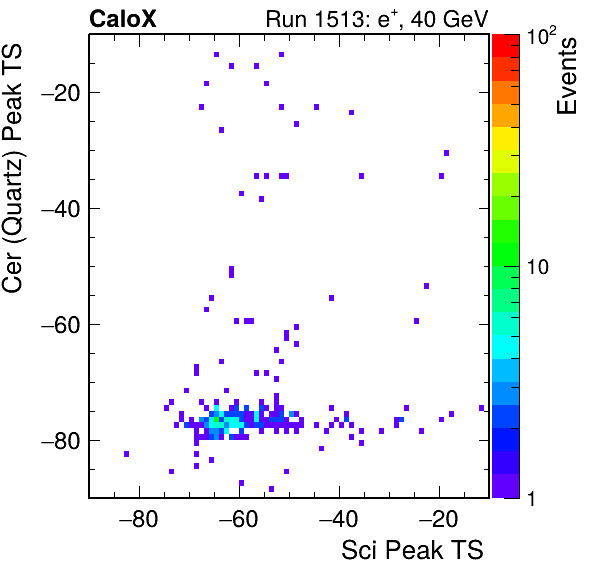 CaloX Run 1513: e⁺, 40 GeV
Cer (Quartz) Peak TS
−20
−40
−60
−80
−80 −60 −40 −20
Sci Peak TS
10²
10
1
Events